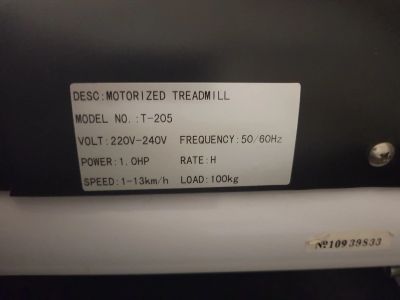 DESC:MOTORIZED TREADMILL
MODEL NO.:T-205
VOLT:220V-240V FREQUENCY:50/60Hz
POWER:1.0HP RATE:H
SPEED:1-13km/h LOAD:100kg
№10939833